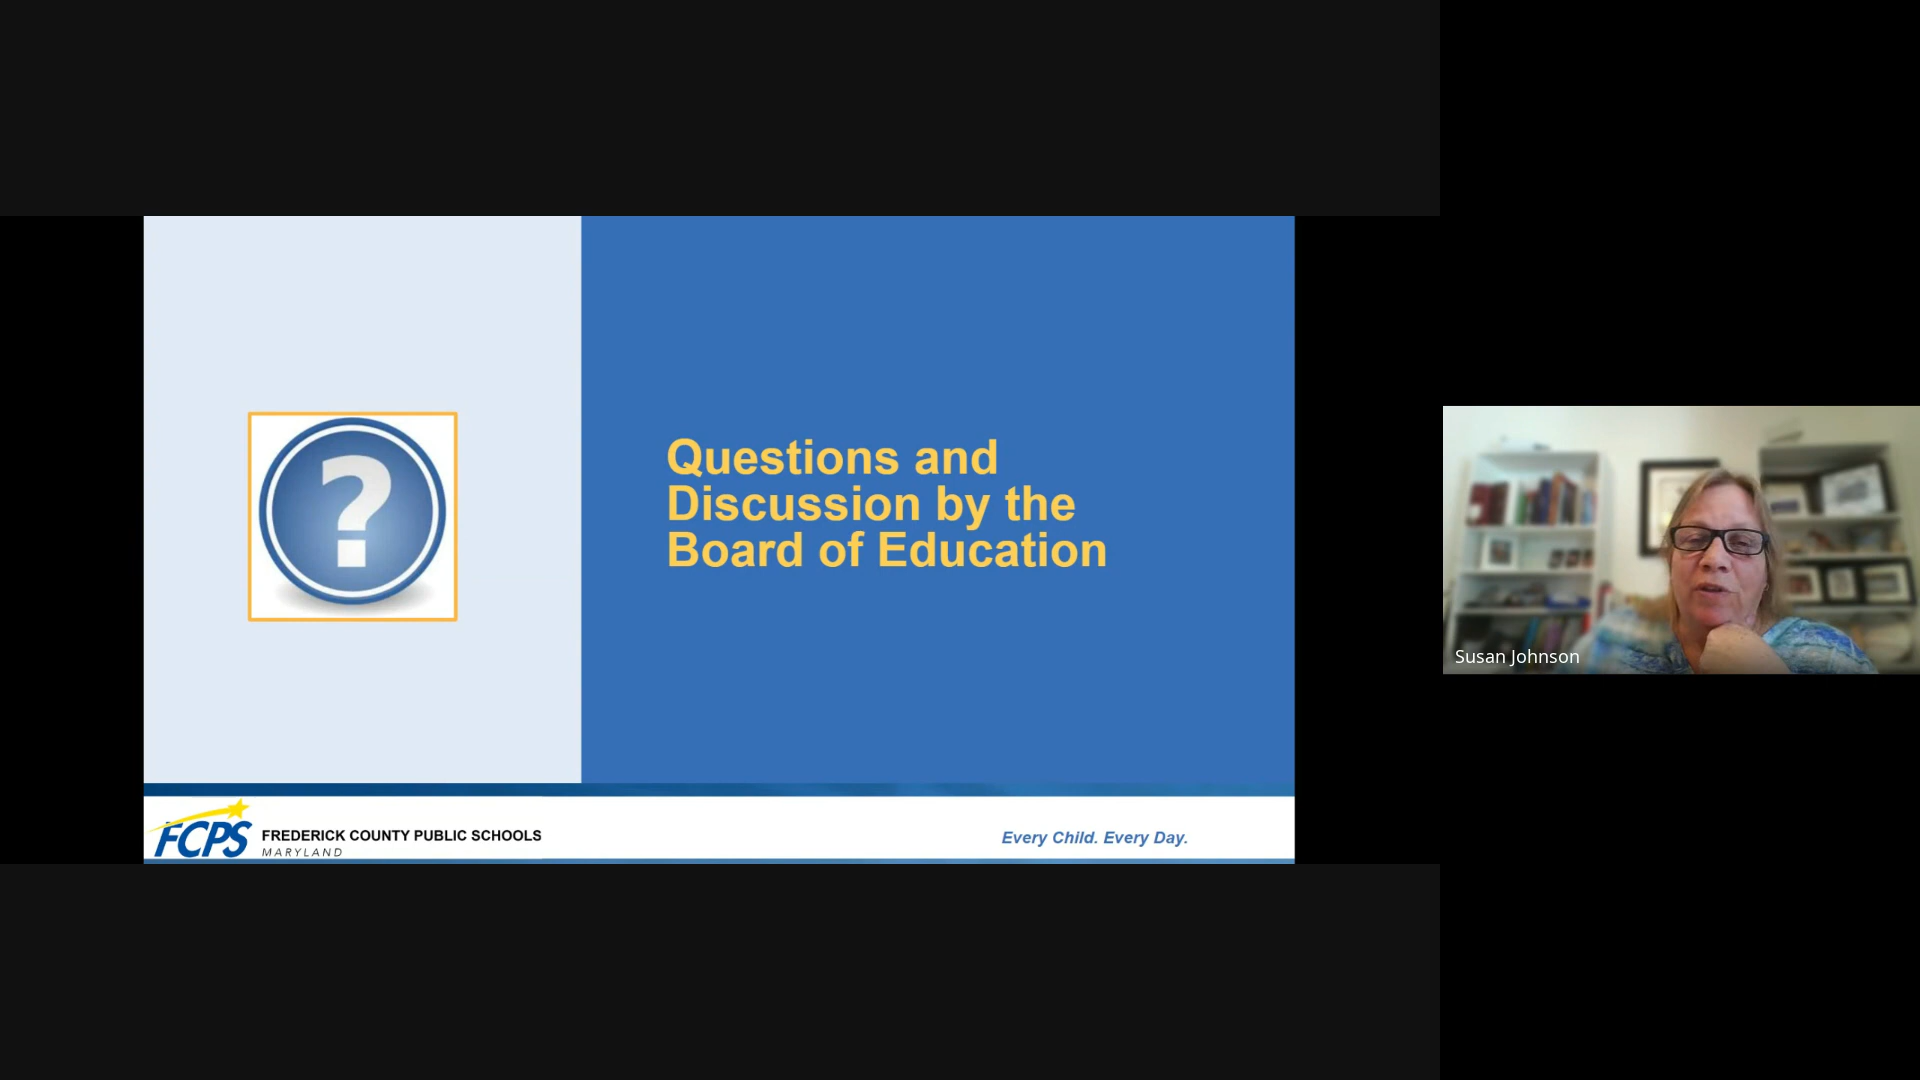 ?
Questions and
Discussion by the
Board of Education
Susan Johnson
FCPS FREDERICK COUNTY PUBLIC SCHOOLS
MARYLAND
Every Child. Every Day.